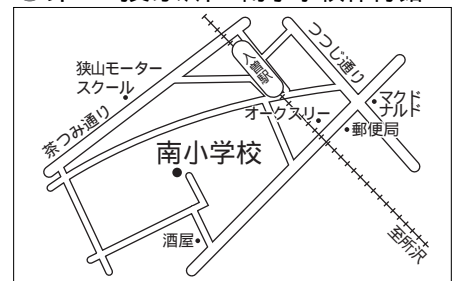 狭山モーター
スクール
茶つみ通り
入曽駅
つつじ通り
マクド
ナルド
オークスリー
郵便局
南小学校
酒屋
至所沢